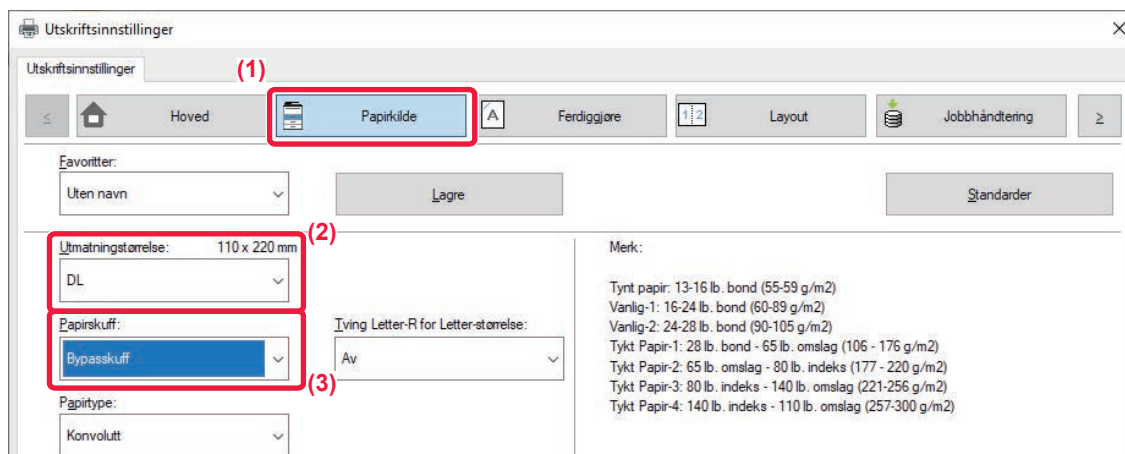 Utskriftsinnstillinger
Utskriftsinnstillinger
(1)
≤ Hoved Papirkilde A Ferdiggjøre 1 2 Layout Jobbhåndtering ≥
Favoritter:
Uten navn Lagre Standarder
Utmatningstørrelse: 110 x 220 mm (2)
DL
Papirskuff: Tving Letter-R for Letter-størrelse:
Bypasskuff Av
(3)
Papirtype:
Konvolutt
Merk:
Tynt papir: 13-16 lb. bond (55-59 g/m2)
Vanlig-1: 16-24 lb. bond (60-89 g/m2)
Vanlig-2: 24-28 lb. bond (90-105 g/m2)
Tykt Papir-1: 28 lb. bond - 65 lb. omslag (106 - 176 g/m2)
Tykt Papir-2: 65 lb. omslag - 80 lb. indeks (177 - 220 g/m2)
Tykt Papir-3: 80 lb. indeks - 140 lb. omslag (221-256 g/m2)
Tykt Papir-4: 140 lb. indeks - 110 lb. omslag (257-300 g/m2)